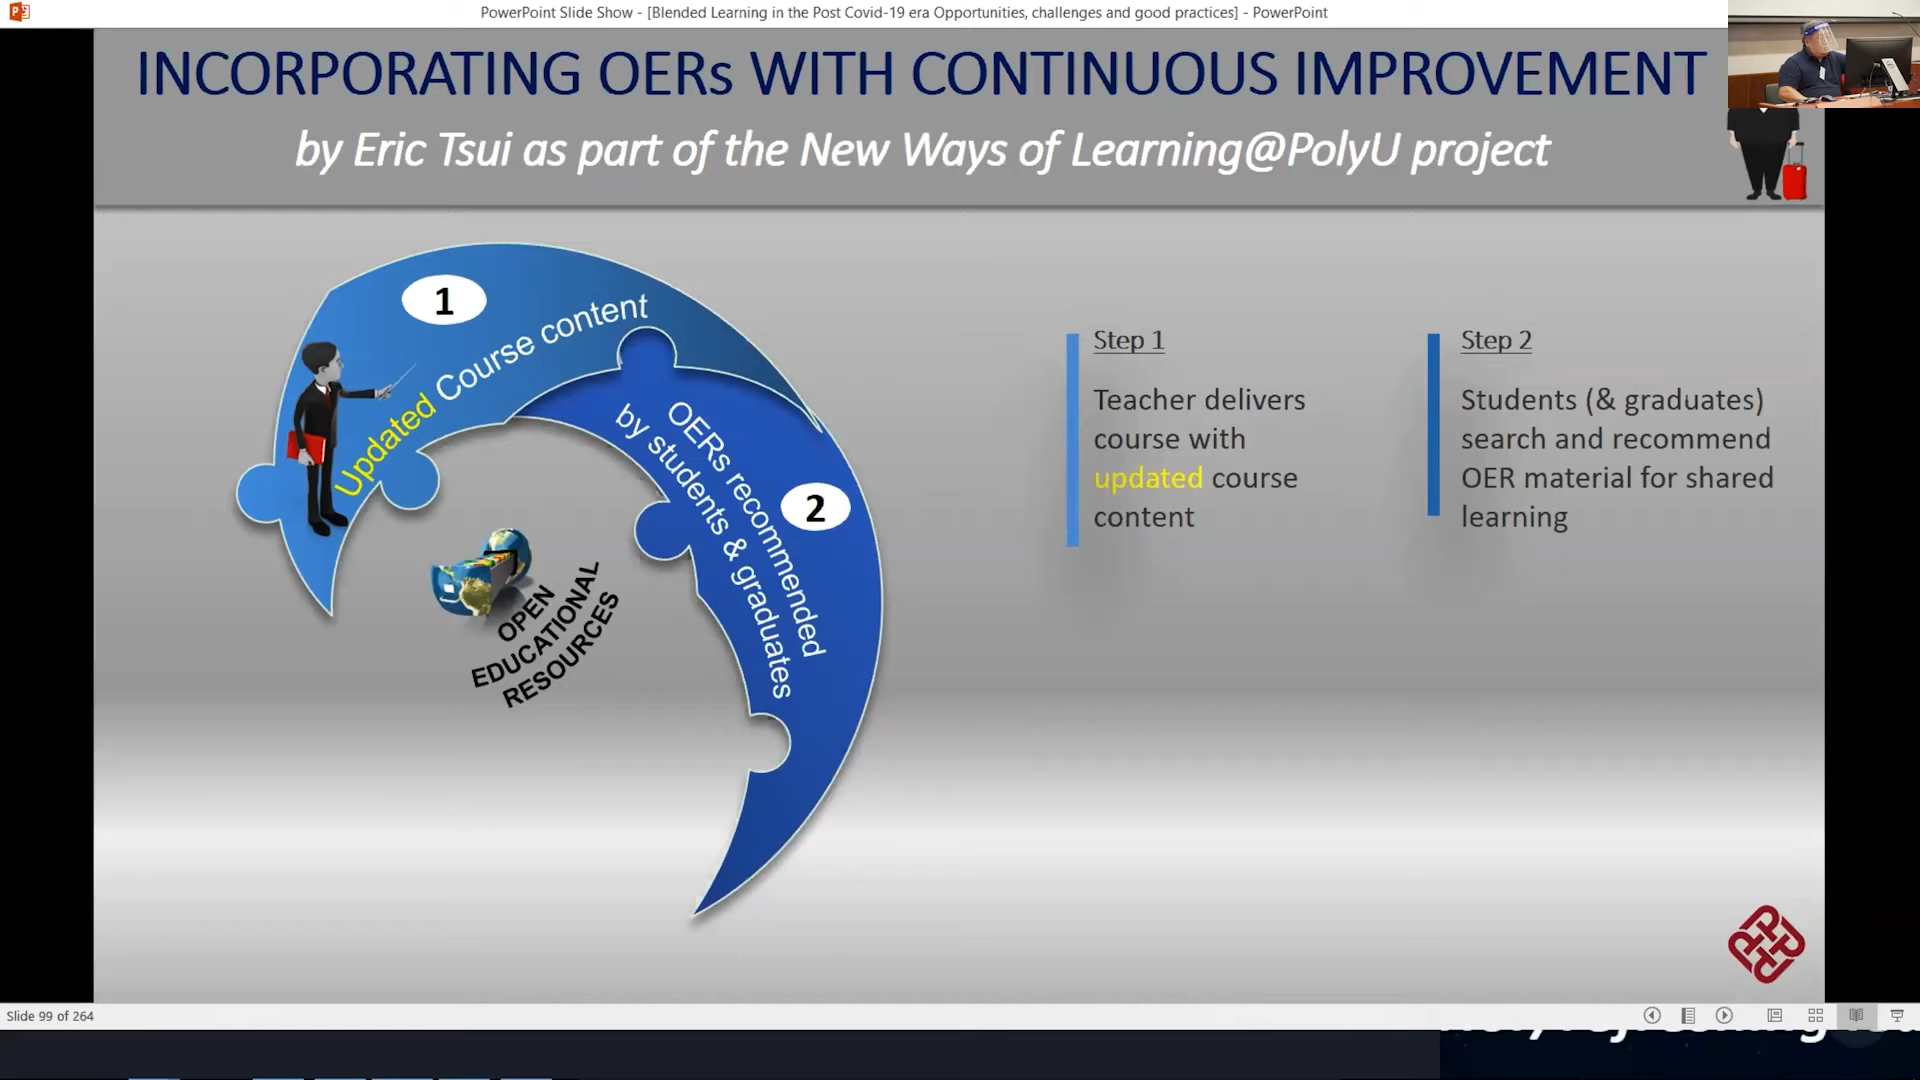 PowerPoint Slide Show - [Blended Learning in the Post Covid-19 era Opportunities, challenges and good practices] - PowerPoint
INCORPORATING OERs WITH CONTINUOUS IMPROVEMENT
by Eric Tsui as part of the New Ways of Learning@PolyU project
1
Updated Course content
2
OERs recommended
by students & graduates
OPEN
EDUCATIONAL
RESOURCES
Step 1
Teacher delivers
course with
updated course
content
Step 2
Students (& graduates)
search and recommend
OER material for shared
learning
Slide 99 of 264